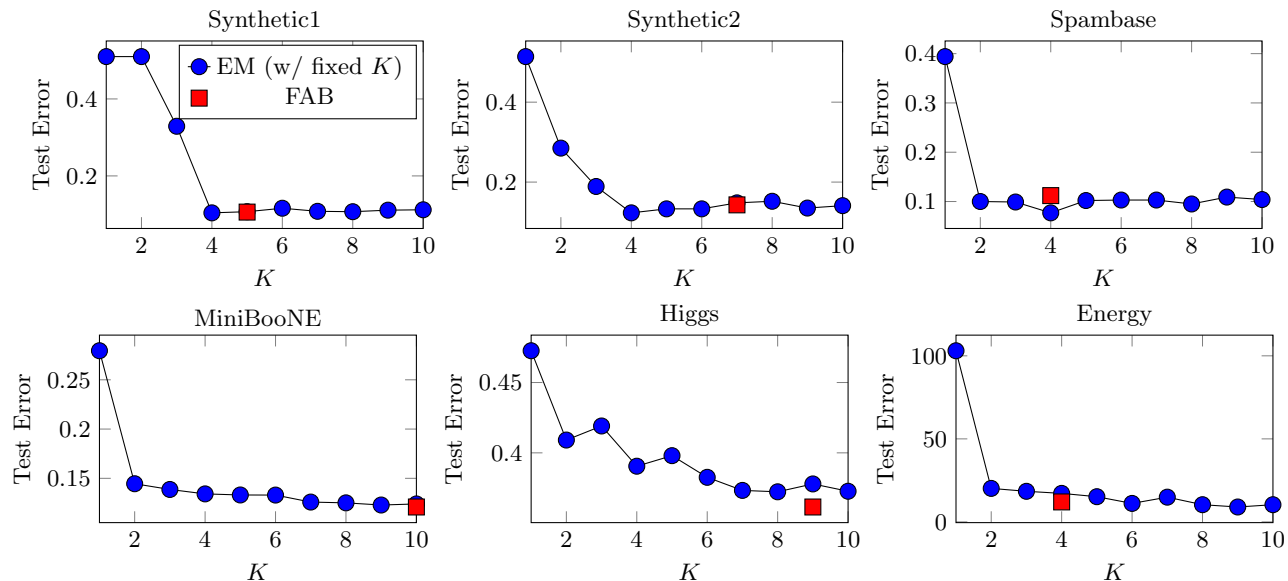 Synthetic1
Synthetic2
Spambase
EM (w/ fixed K)
FAB
Test Error
0.4
0.2
2 4 6 8 10
K
Test Error
0.4
0.2
2 4 6 8 10
K
Test Error
0.4
0.3
0.2
0.1
2 4 6 8 10
K
MiniBooNE
Higgs
Energy
Test Error
0.25
0.2
0.15
2 4 6 8 10
K
Test Error
0.45
0.4
2 4 6 8 10
K
Test Error
100
50
0
2 4 6 8 10
K